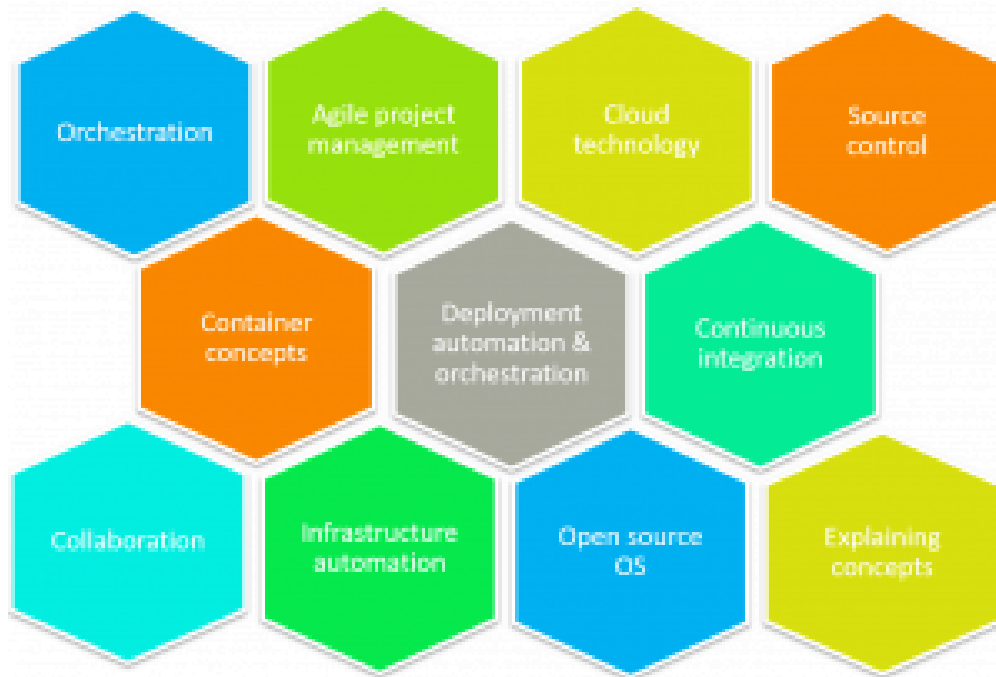 Orchestration
Agile project
management
Cloud
technology
Source
control
Container
concepts
Deployment
automation &
orchestration
Continuous
integration
Collaboration
Infrastructure
automation
Open source
OS
Explaining
concepts